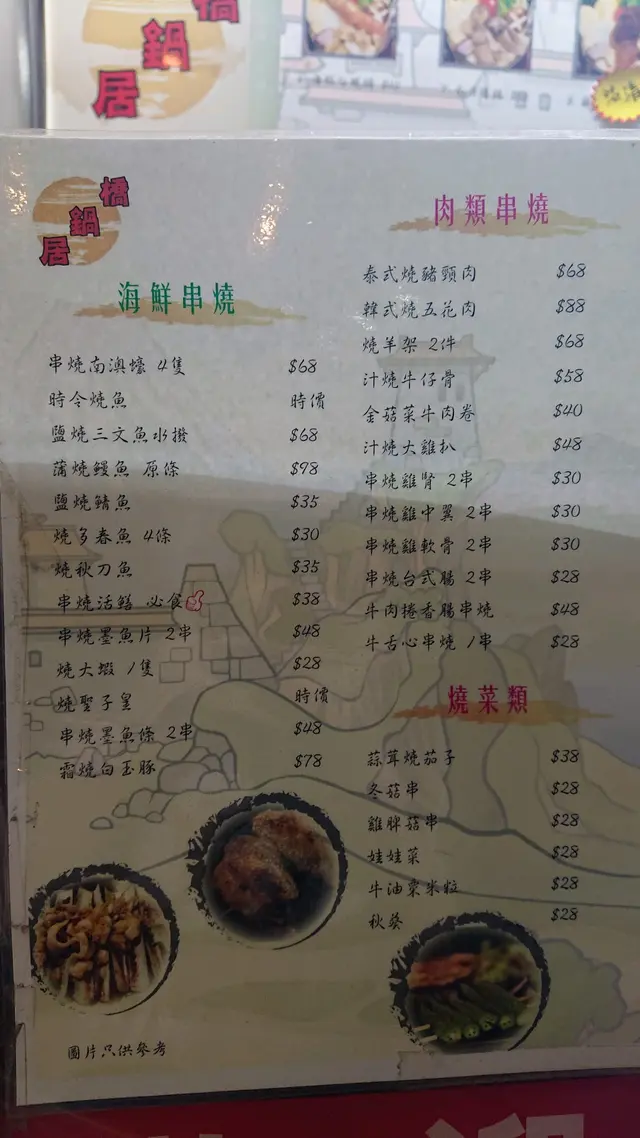 橋
鍋
居
橋
鍋
居
海鮮串燒
串燒南澳蠔 4隻 $68
時令燒魚 時價
鹽燒三文魚水撥 $68
蒲燒鰻魚 原條 $98
鹽燒鯖魚 $35
燒多春魚 4條 $30
燒秋刀魚 $35
串燒活鱔 必食 $38
串燒墨魚片 2串 $48
燒大蝦 1隻 $28
燒聖子皇 時價
串燒墨魚條 2串 $48
霜燒白玉豚 $78
肉類串燒
泰式燒豬頸肉 $68
韓式燒五花肉 $88
燒羊架 2件 $68
汁燒牛仔骨 $58
金菇菜牛肉卷 $40
汁燒大雞扒 $48
串燒雞腎 2串 $30
串燒雞中翼 2串 $30
串燒雞軟骨 2串 $30
串燒台式腸 2串 $28
牛肉捲香腸串燒 $48
牛舌心串燒 1串 $28
燒菜類
蒜茸燒茄子 $38
冬菇串 $28
雞脾菇串 $28
娃娃菜 $28
牛油粟米粒 $28
秋葵 $28
圖片只供參考